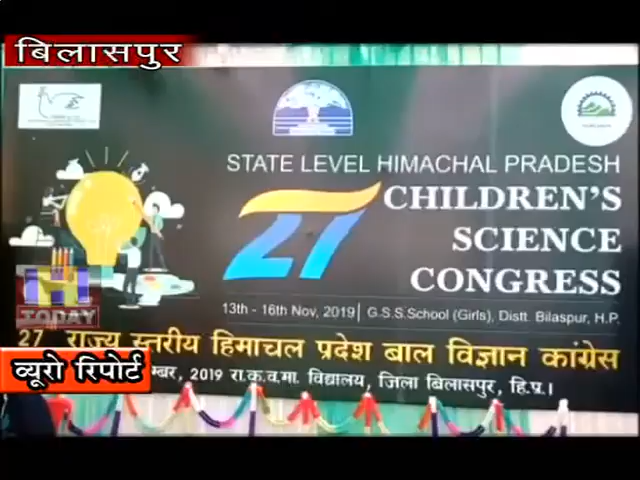 बिलासपुर
STATE LEVEL HIMACHAL PRADESH
27 CHILDREN'S
SCIENCE
CONGRESS
13th - 16th Nov, 2019 | G.S.S.School (Girls), Distt. Bilaspur, H.P.
H
TODAY
27 राज्य स्तरीय हिमाचल प्रदेश बाल विज्ञान कांग्रेस
व्यूरो रिपोर्ट
म्बर, 2019 रा.क.व.मा. विद्यालय, जिला बिलासपुर, हि.प्र.।